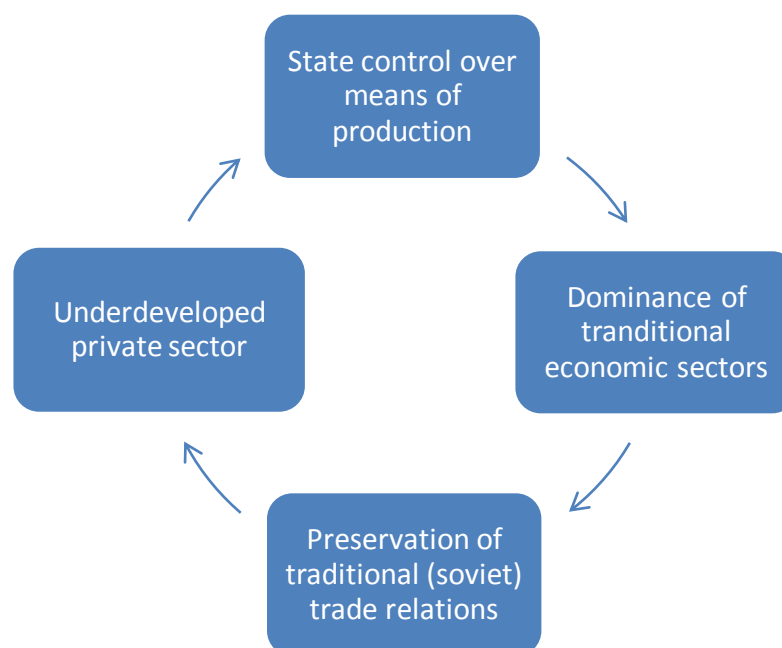 State control over
means of
production
Dominance of
tranditional
economic sectors
Preservation of
traditional (soviet)
trade relations
Underdeveloped
private sector